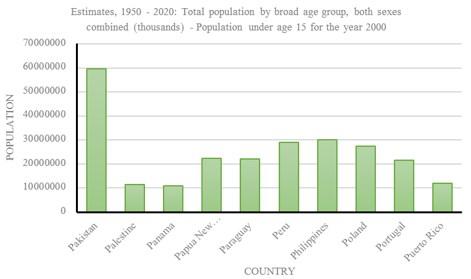 Estimates, 1950 - 2020: Total population by broad age group, both sexes
combined (thousands) - Population under age 15 for the year 2000
70000000
60000000
50000000
40000000
30000000
20000000
10000000
0
POPULATION
Pakistan
Palestine
Panama
Papua New…
Paraguay
Peru
Philippines
Poland
Portugal
Puerto Rico
COUNTRY